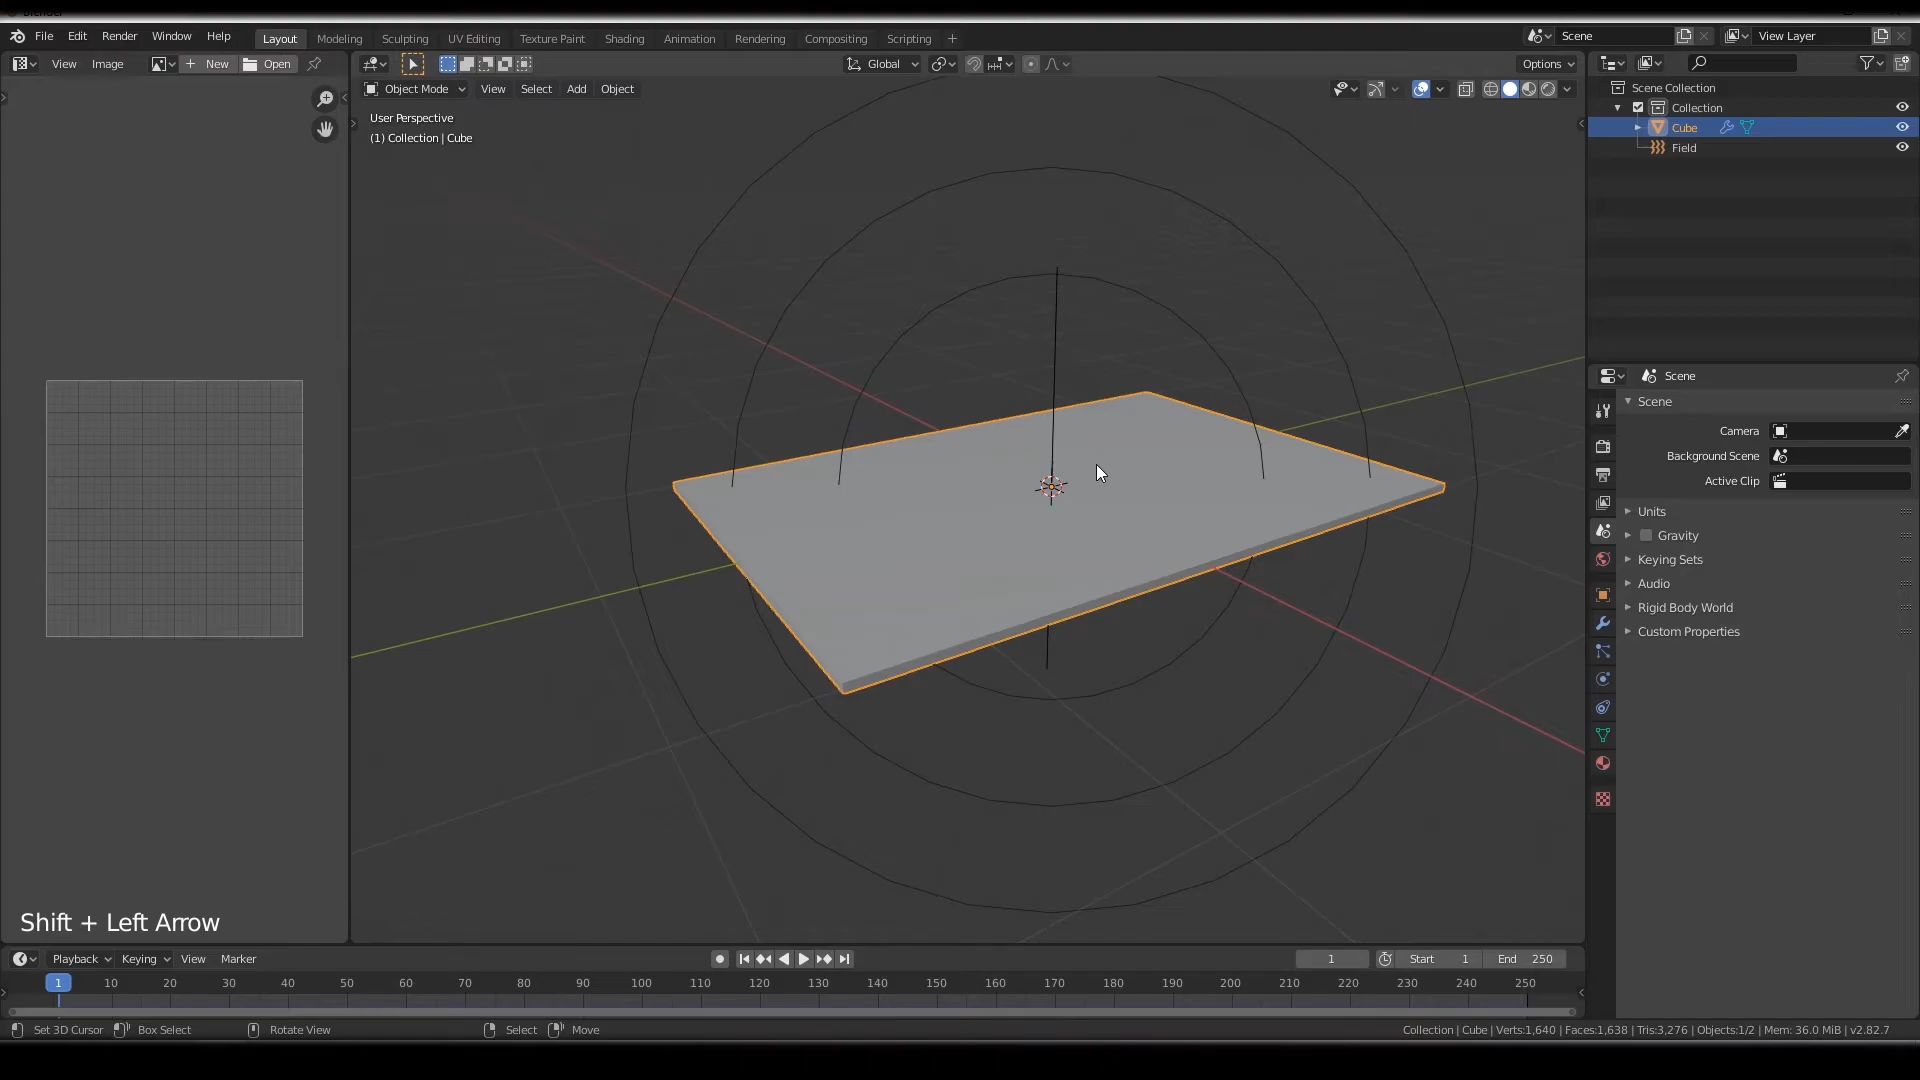 File Edit Render Window Help Layout Modeling Sculpting UV Editing Texture Paint Shading Animation Rendering Compositing Scripting + Scene View Layer
View Image + New Open Global Options
Object Mode View Select Add Object
User Perspective
(1) Collection | Cube
Scene Collection
Collection
Cube
Field
Scene
Scene
Camera
Background Scene
Active Clip
Units
Gravity
Keying Sets
Audio
Rigid Body World
Custom Properties
Shift + Left Arrow
Playback Keying View Marker 1 Start 1 End 250
1 10 20 30 40 50 60 70 80 90 100 110 120 130 140 150 160 170 180 190 200 210 220 230 240 250
Set 3D Cursor Box Select Rotate View Select Move Collection | Cube | Verts:1,640 | Faces:1,638 | Tris:3,276 | Objects:1/2 | Mem: 36.0 MiB | v2.82.7